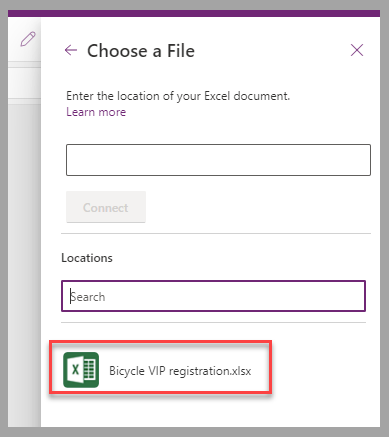 Choose a File
Enter the location of your Excel document.
Learn more
Connect
Locations
Search
Bicycle VIP registration.xlsx